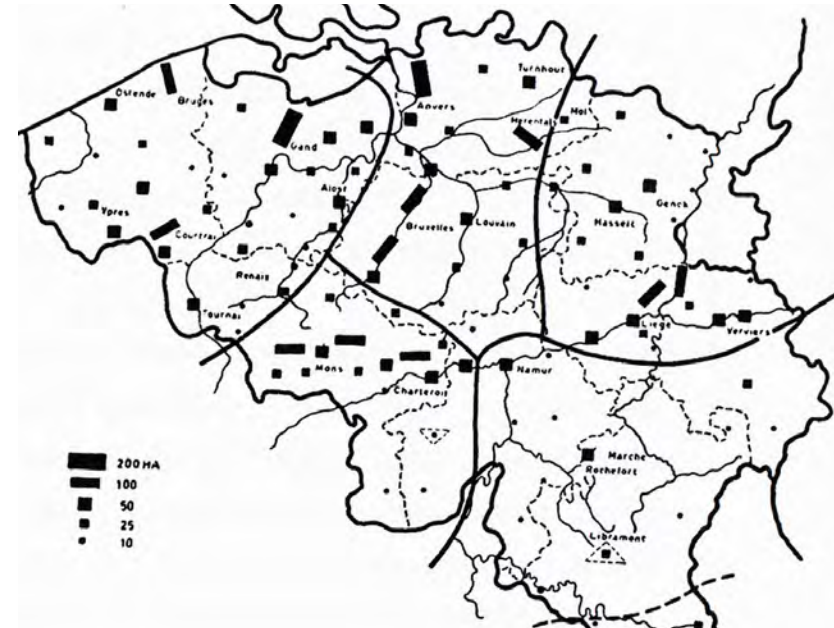 Ostende
Bruges
Gand
Anvers
Turnhout
Herentals
Mol
Alost
Bruxelles
Louvain
Hasselt
Genck
Ypres
Courtrai
Renaix
Tournai
Mons
Charleroi
Namur
Liège
Verviers
Marche
Rochefort
Libramont
200 HA
100
50
25
10